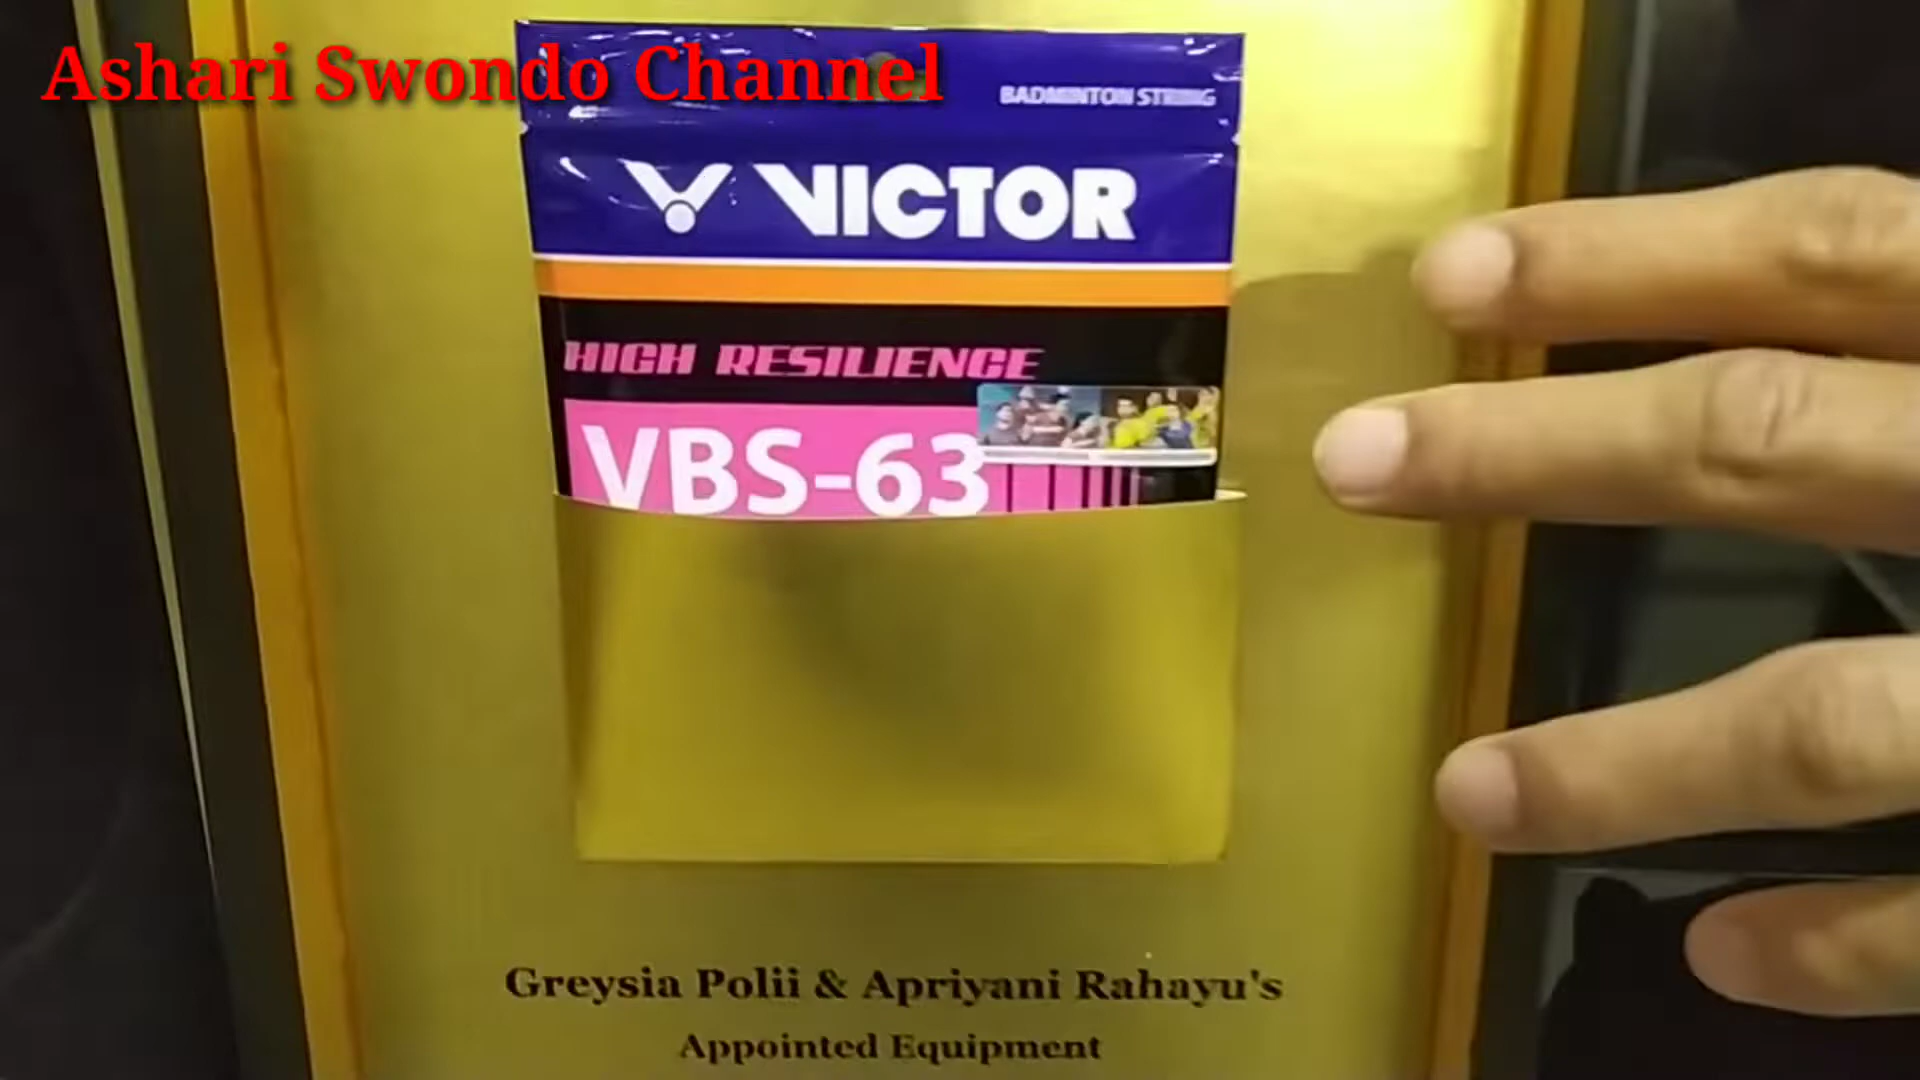 Ashari Swondo Channel
BADMINTON STRING
VICTOR
HIGH RESILIENCE
VBS-63
Greysia Polii & Apriyani Rahayu's
Appointed Equipment